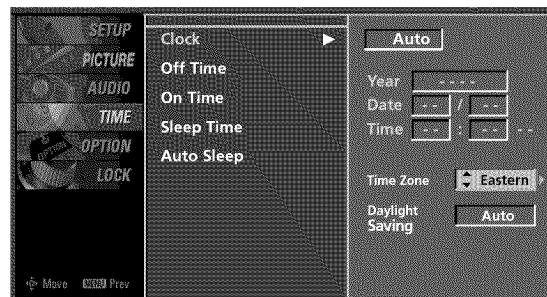 SETUP
PICTURE
AUDIO
TIME
OPTION
LOCK
Move MENU Prev
Clock
Off Time
On Time
Sleep Time
Auto Sleep
Auto
Year - - - -
Date - - / - -
Time - - : - - - -
Time Zone Eastern
Daylight
Saving Auto